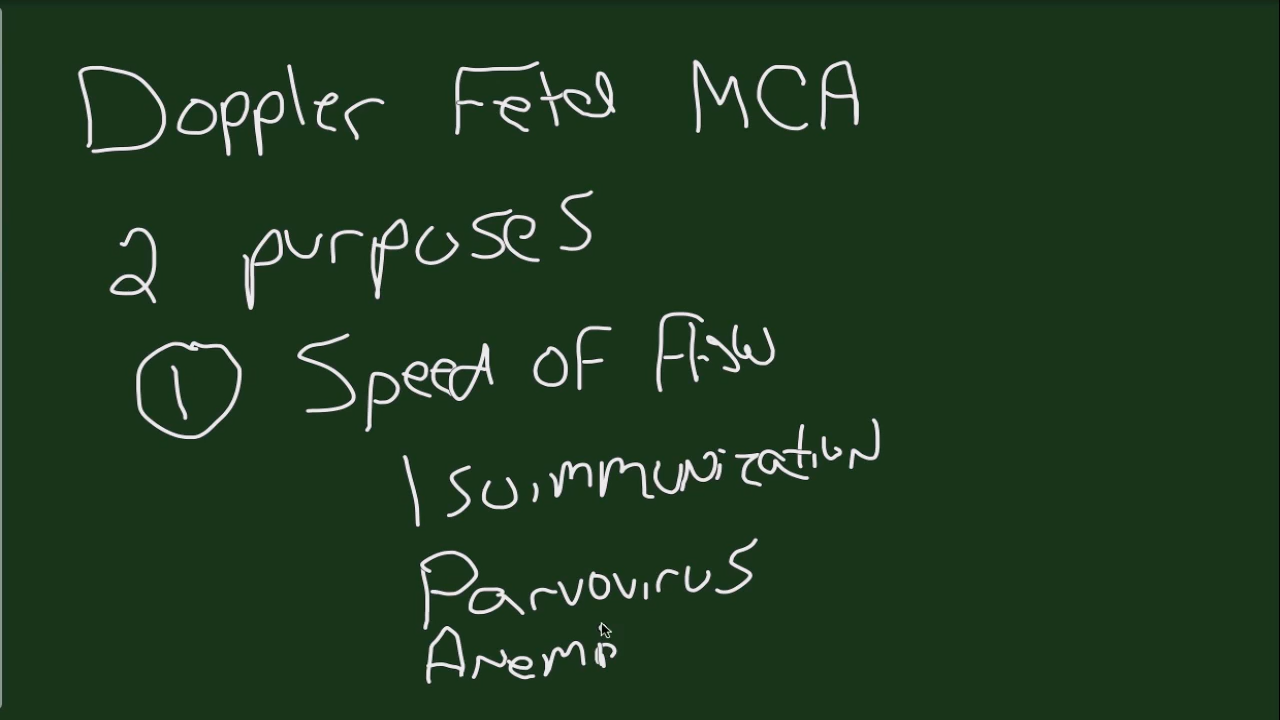 Doppler Fetal MCA
2 purposes
1 Speed of flow
Isoimmunization
Parvovirus
Anemi